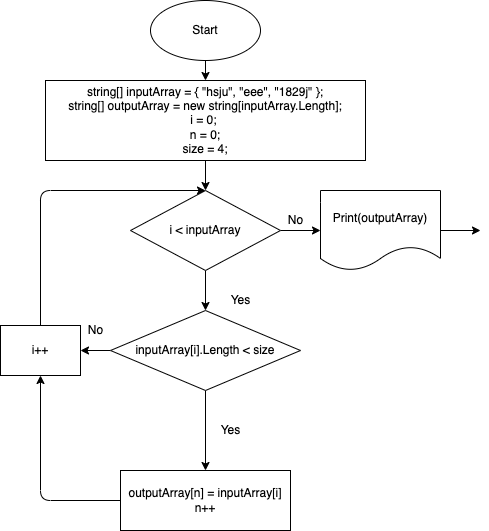 Start
string[] inputArray = { "hsju", "eee", "1829j" };
string[] outputArray = new string[inputArray.Length];
i = 0;
n = 0;
size = 4;
i < inputArray
No
Print(outputArray)
Yes
No
i++
inputArray[i].Length < size
Yes
outputArray[n] = inputArray[i]
n++